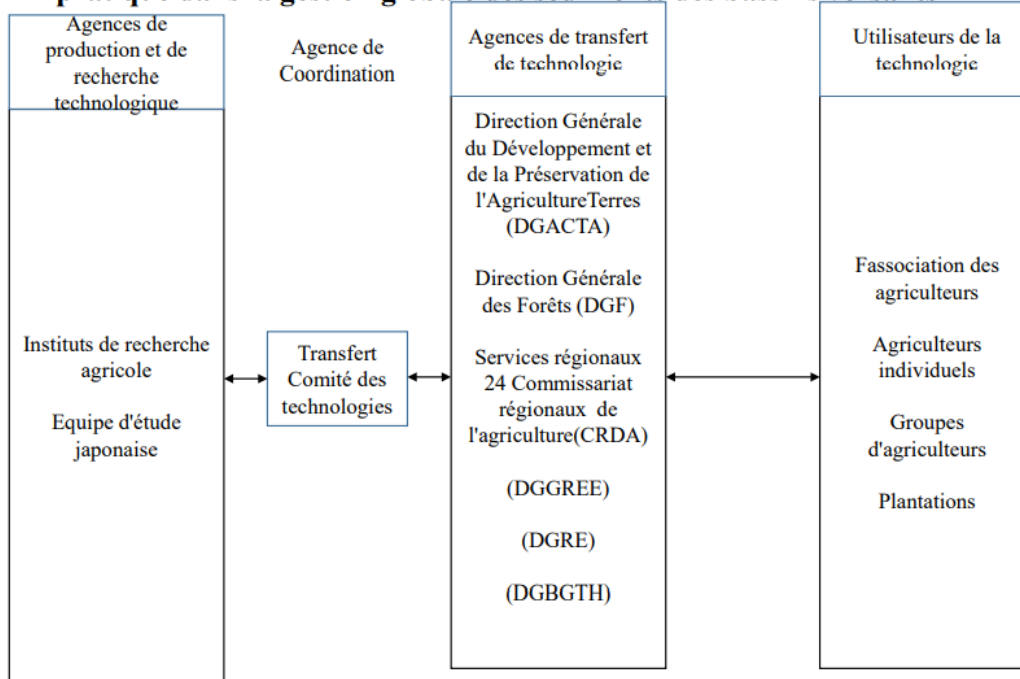 Agences de
production et de
recherche
technologique
Agence de
Coordination
Agences de transfert
de technologie
Utilisateurs de la
technologie
Instituts de recherche
agricole
Equipe d'étude
japonaise
Transfert
Comité des
technologies
Direction Générale
du Développement et
de la Préservation de
l'AgricultureTerres
(DGACTA)
Direction Générale
des Forêts (DGF)
Services régionaux
24 Commissariat
régionaux de
l'agriculture(CRDA)
(DGGREE)
(DGRE)
(DGBGTH)
Fassociation des
agriculteurs
Agriculteurs
individuels
Groupes
d'agriculteurs
Plantations